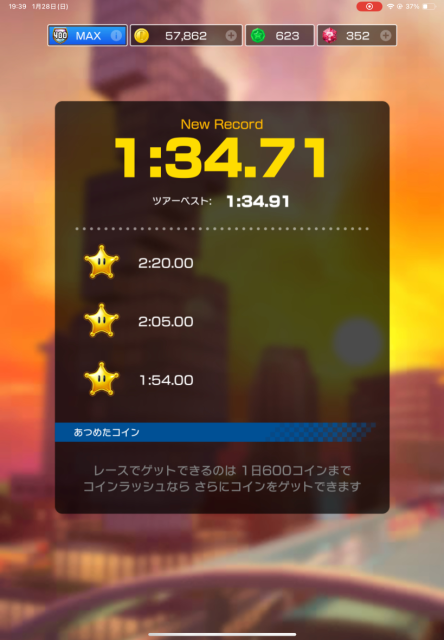 19:39 1月28日(日) 37%
400 MAX 57,862 623 352
New Record
1:34.71
ツアーベスト: 1:34.91
2:20.00
2:05.00
1:54.00
あつめたコイン
レースでゲットできるのは 1日600コインまで
コインラッシュなら さらにコインをゲットできます